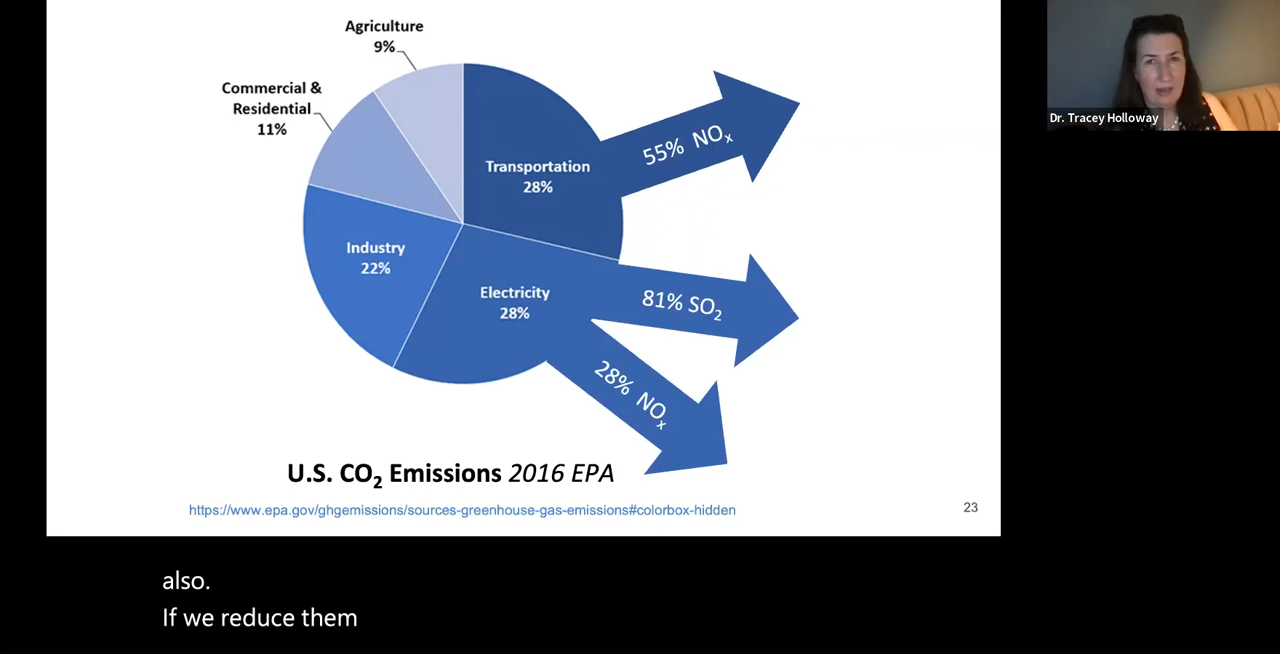 Agriculture
9%
Commercial &
Residential
11%
Transportation
28%
55% NOx
Industry
22%
Electricity
28%
81% SO2
28% NOx
U.S. CO2 Emissions 2016 EPA
https://www.epa.gov/ghgemissions/sources-greenhouse-gas-emissions#colorbox-hidden
23
Dr. Tracey Holloway
also.
If we reduce them